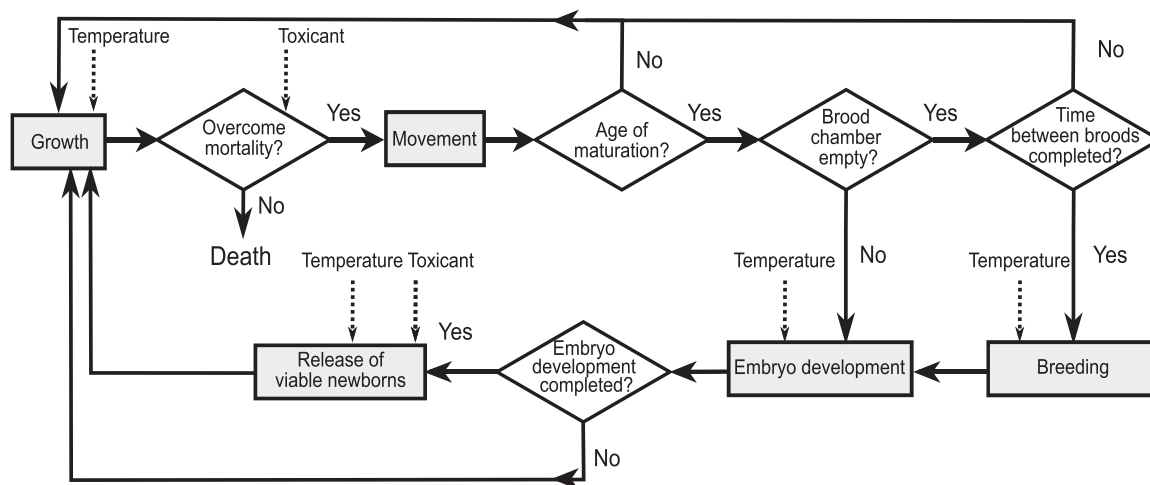 Temperature
Toxicant
No
No
Growth
Overcome
mortality?
Yes
Movement
Age of
maturation?
Yes
Brood
chamber
empty?
Yes
Time
between broods
completed?
No
Death
No
Yes
Temperature Toxicant
Temperature
Temperature
Yes
Release of
viable newborns
Embryo
development
completed?
Embryo development
Breeding
No